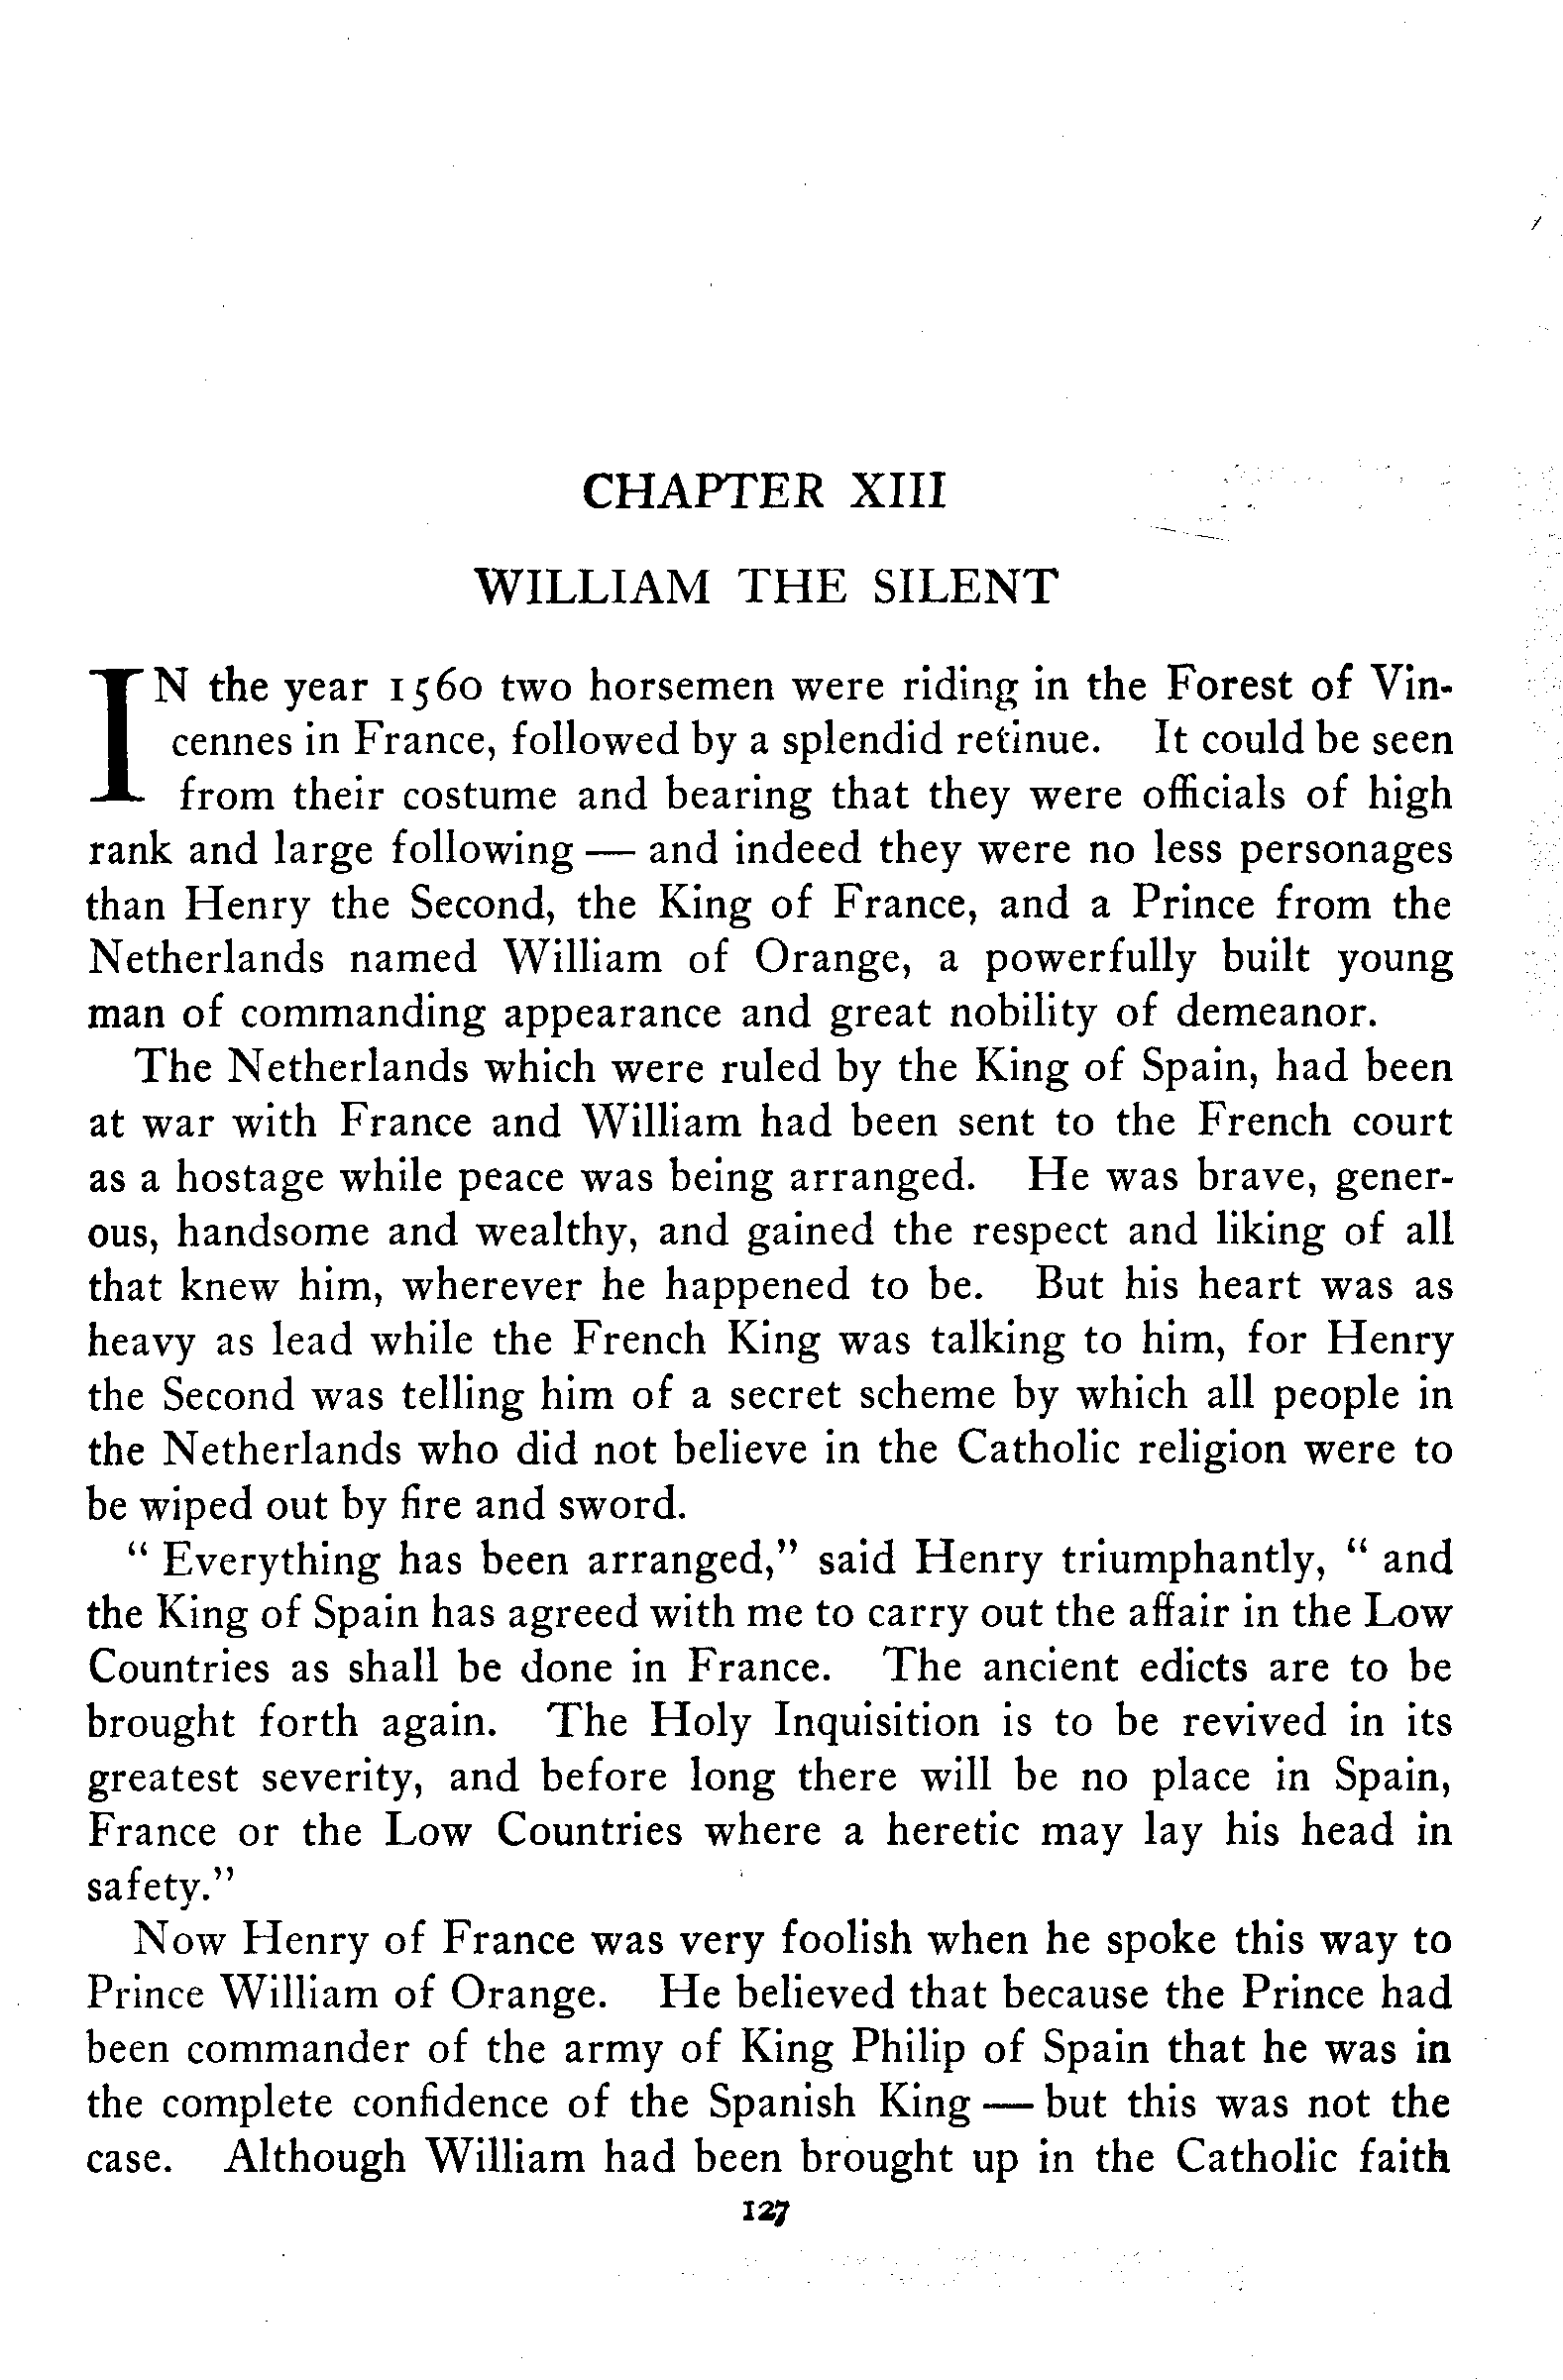 CHAPTER XIII
WILLIAM THE SILENT
IN the year 1560 two horsemen were riding in the Forest of Vin-
cennes in France, followed by a splendid retinue. It could be seen
from their costume and bearing that they were officials of high
rank and large following — and indeed they were no less personages
than Henry the Second, the King of France, and a Prince from the
Netherlands named William of Orange, a powerfully built young
man of commanding appearance and great nobility of demeanor.
The Netherlands which were ruled by the King of Spain, had been
at war with France and William had been sent to the French court
as a hostage while peace was being arranged. He was brave, gener-
ous, handsome and wealthy, and gained the respect and liking of all
that knew him, wherever he happened to be. But his heart was as
heavy as lead while the French King was talking to him, for Henry
the Second was telling him of a secret scheme by which all people in
the Netherlands who did not believe in the Catholic religion were to
be wiped out by fire and sword.
" Everything has been arranged," said Henry triumphantly, " and
the King of Spain has agreed with me to carry out the affair in the Low
Countries as shall be done in France. The ancient edicts are to be
brought forth again. The Holy Inquisition is to be revived in its
greatest severity, and before long there will be no place in Spain,
France or the Low Countries where a heretic may lay his head in
safety."
Now Henry of France was very foolish when he spoke this way to
Prince William of Orange. He believed that because the Prince had
been commander of the army of King Philip of Spain that he was in
the complete confidence of the Spanish King — but this was not the
case. Although William had been brought up in the Catholic faith
127